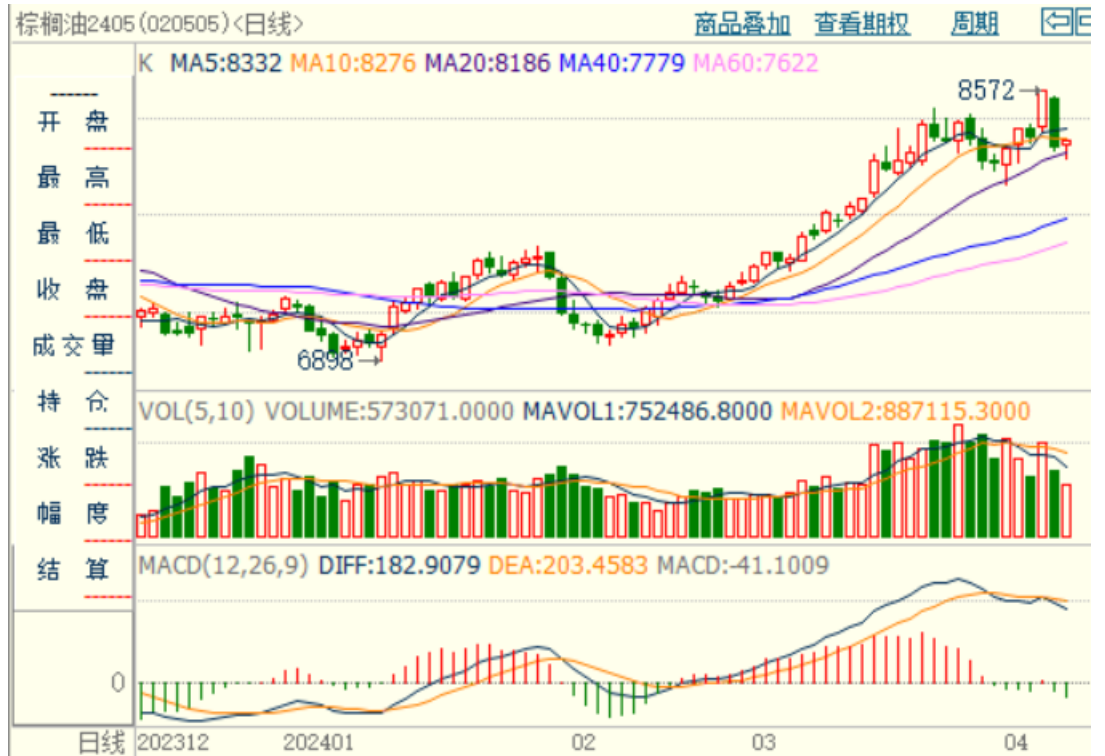 棕榈油2405(020505)<日线> 商品叠加 查看期权 周期
K MA5:8332 MA10:8276 MA20:8186 MA40:7779 MA60:7622
8572
开盘
最高
最低
收盘
成交量
6898
持仓
涨跌
幅度
结算
VOL(5,10) VOLUME:573071.0000 MAVOL1:752486.8000 MAVOL2:887115.3000
MACD(12,26,9) DIFF:182.9079 DEA:203.4583 MACD:-41.1009
0
日线 202312 202401 02 03 04